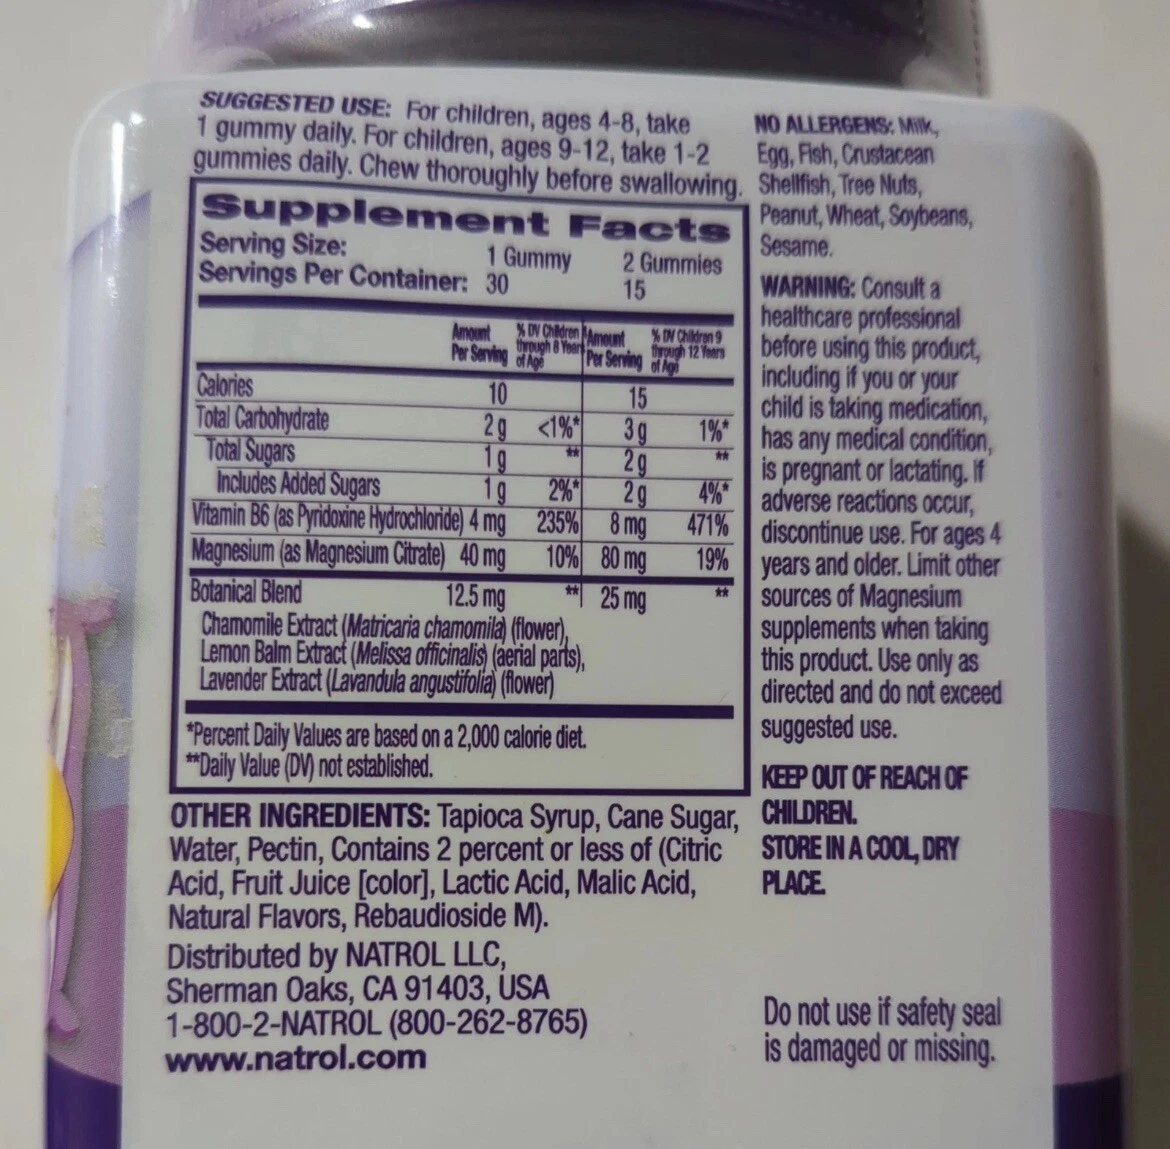 SUGGESTED USE: For children, ages 4-8, take
1 gummy daily. For children, ages 9-12, take 1-2
gummies daily. Chew thoroughly before swallowing.
Supplement Facts
Serving Size: 1 Gummy 2 Gummies
Servings Per Container: 30 15
Amount Per Serving % DV Children through 8 Years of Age Amount Per Serving % DV Children 9 through 12 Years of Age
Calories 10 15
Total Carbohydrate 2 g <1%* 3 g 1%*
Total Sugars 1 g ** 2 g **
Includes Added Sugars 1 g 2%* 2 g 4%*
Vitamin B6 (as Pyridoxine Hydrochloride) 4 mg 235% 8 mg 471%
Magnesium (as Magnesium Citrate) 40 mg 10% 80 mg 19%
Botanical Blend 12.5 mg ** 25 mg **
Chamomile Extract (Matricaria chamomila) (flower),
Lemon Balm Extract (Melissa officinalis) (aerial parts),
Lavender Extract (Lavandula angustifolia) (flower)
*Percent Daily Values are based on a 2,000 calorie diet.
**Daily Value (DV) not established.
OTHER INGREDIENTS: Tapioca Syrup, Cane Sugar,
Water, Pectin, Contains 2 percent or less of (Citric
Acid, Fruit Juice [color], Lactic Acid, Malic Acid,
Natural Flavors, Rebaudioside M).
Distributed by NATROL LLC,
Sherman Oaks, CA 91403, USA
1-800-2-NATROL (800-262-8765)
www.natrol.com
NO ALLERGENS: Milk,
Egg, Fish, Crustacean
Shellfish, Tree Nuts,
Peanut, Wheat, Soybeans,
Sesame.
WARNING: Consult a
healthcare professional
before using this product,
including if you or your
child is taking medication,
has any medical condition,
is pregnant or lactating. If
adverse reactions occur,
discontinue use. For ages 4
years and older. Limit other
sources of Magnesium
supplements when taking
this product. Use only as
directed and do not exceed
suggested use.
KEEP OUT OF REACH OF
CHILDREN.
STORE IN A COOL, DRY
PLACE.
Do not use if safety seal
is damaged or missing.